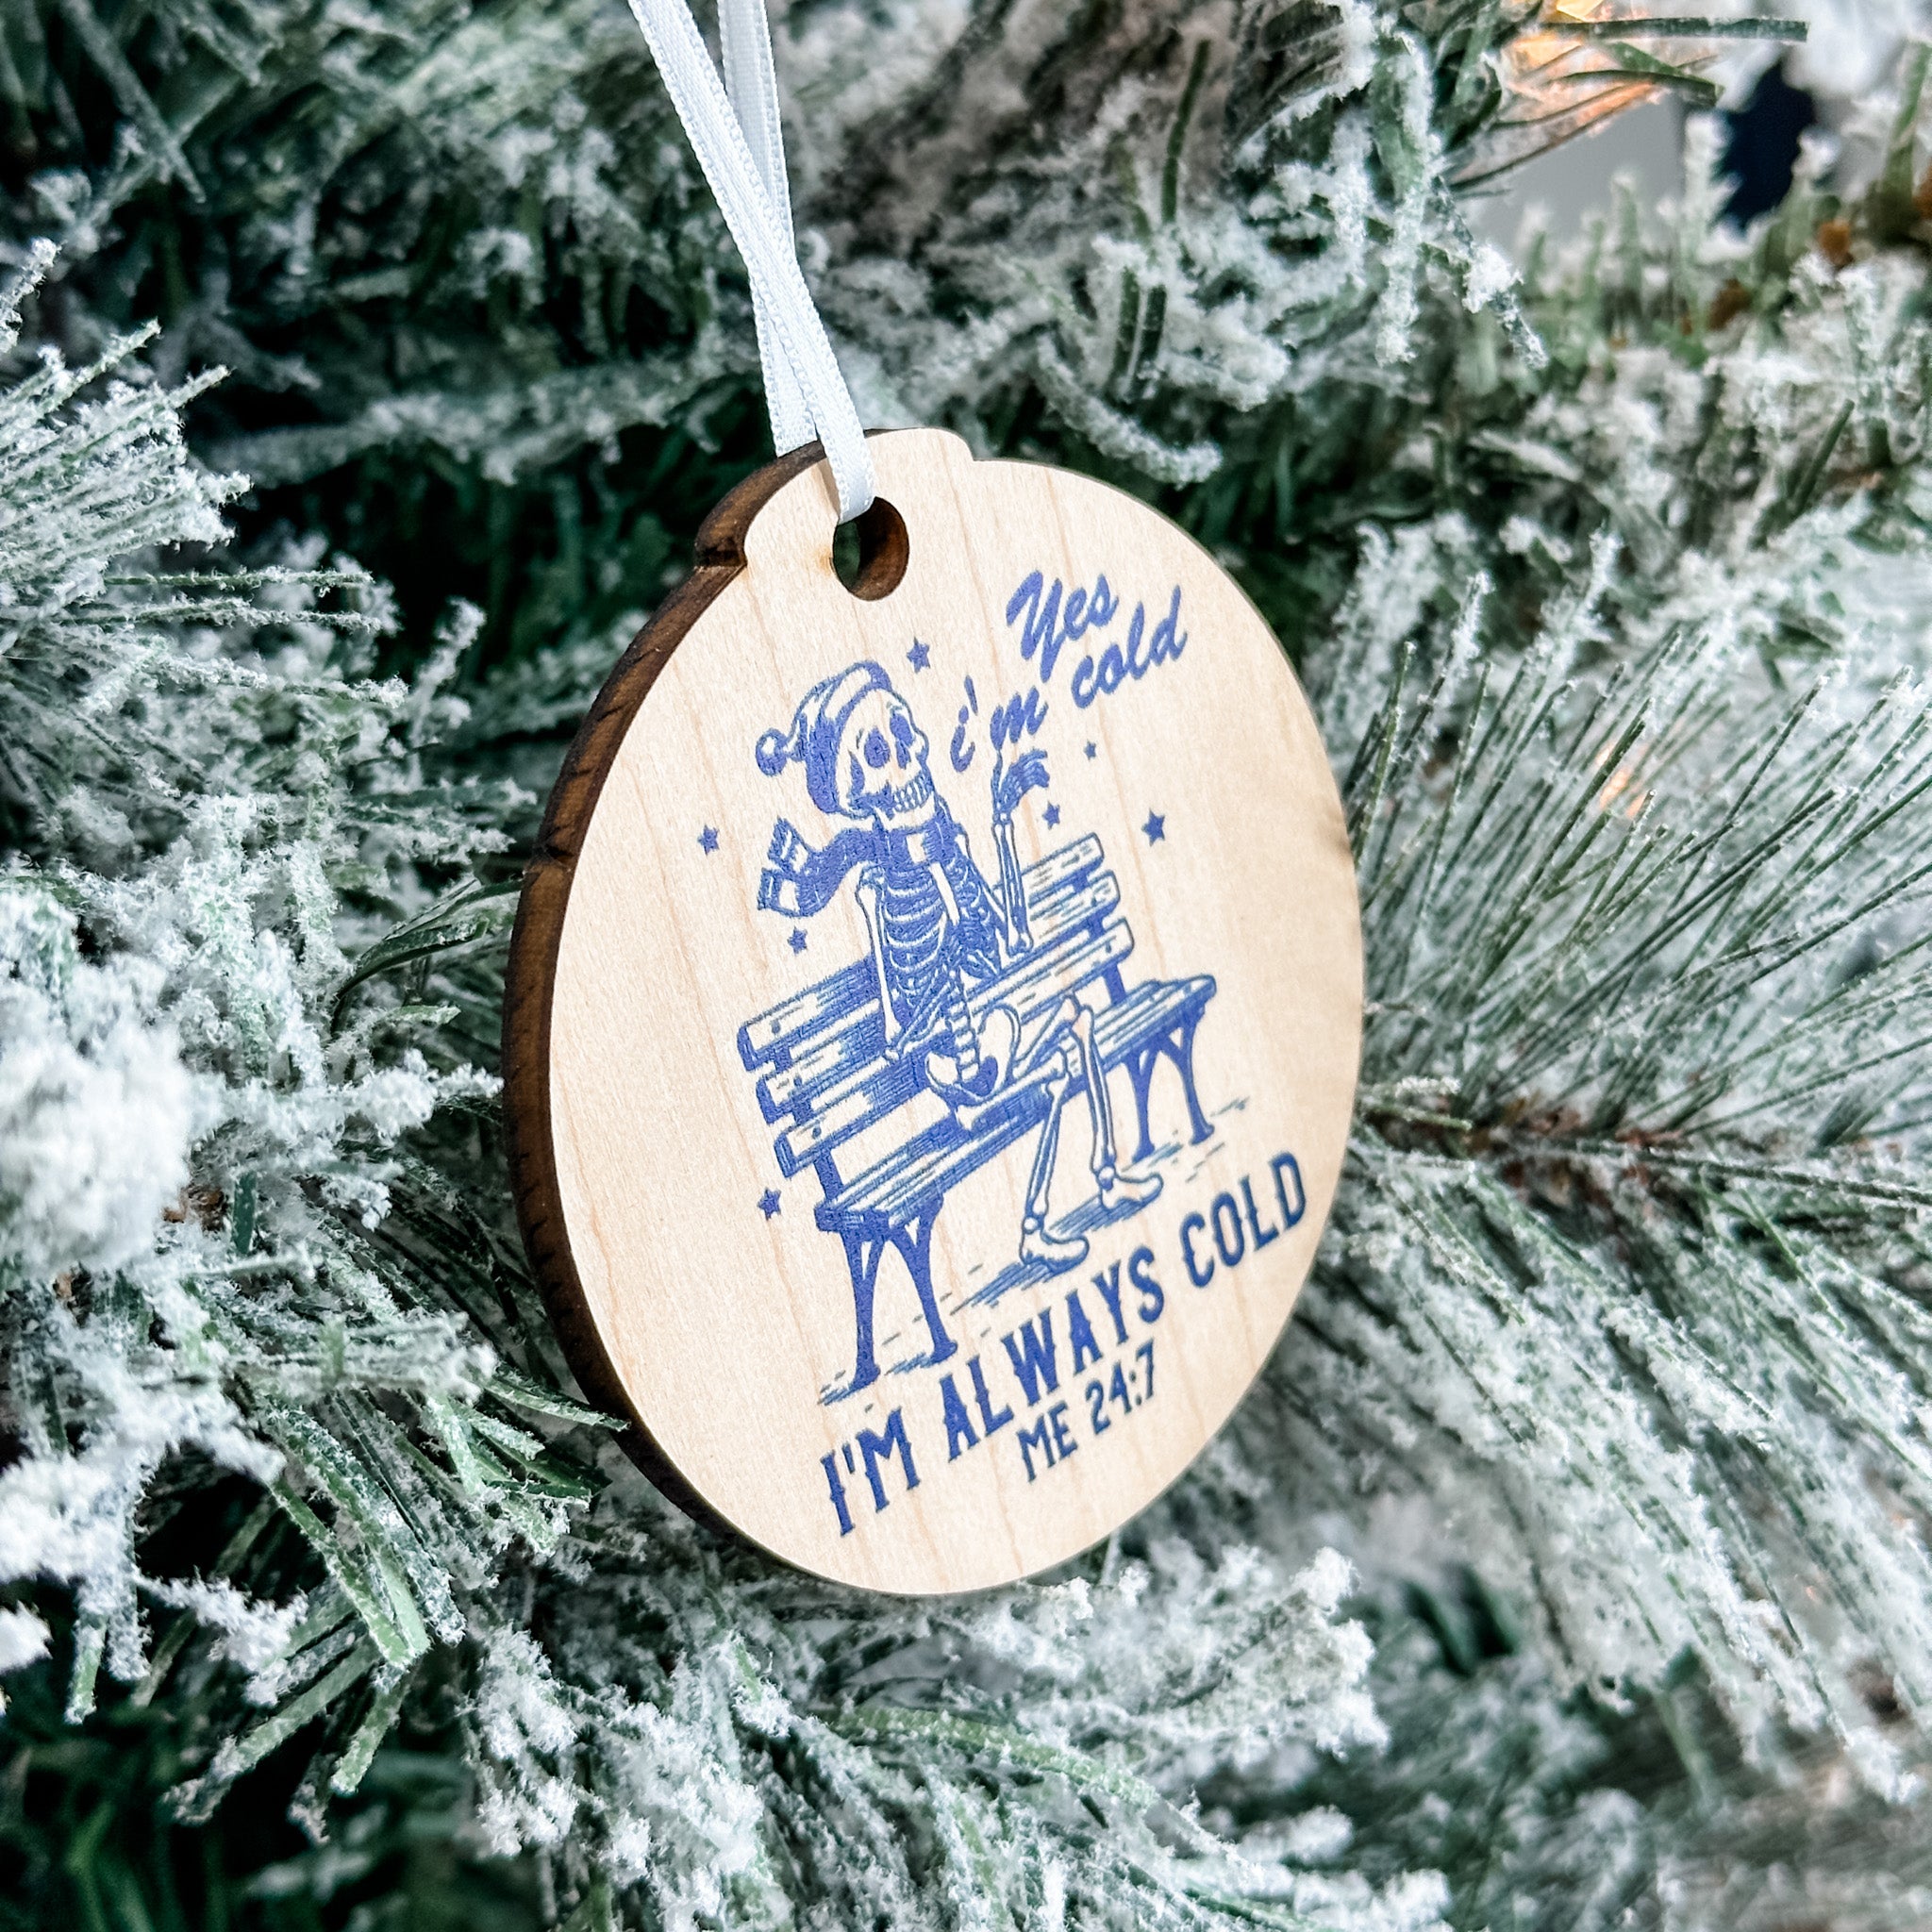 Yes
i'm cold
I'M ALWAYS COLD
ME 24:7